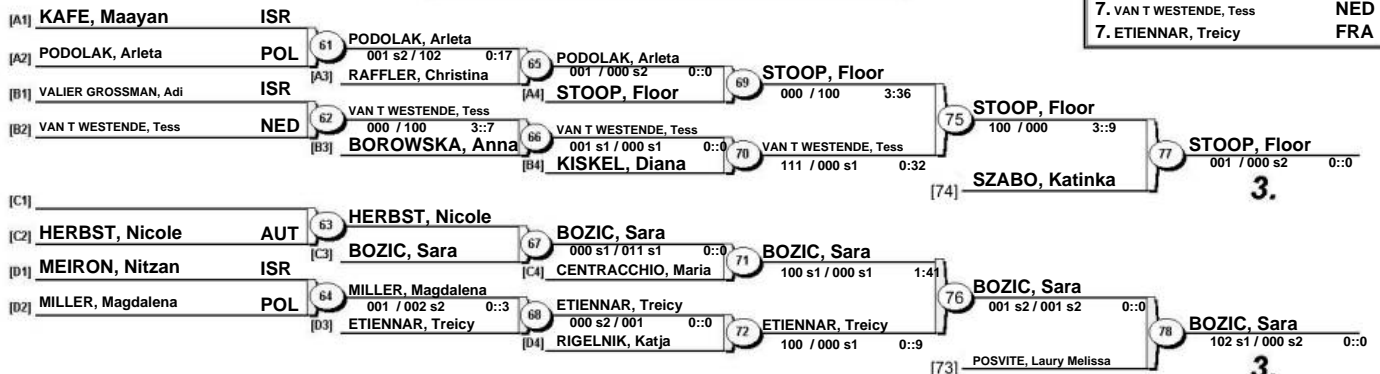 7. VAN T WESTENDE, Tess NED
7. ETIENNAR, Treicy FRA
[A1] KAFE, Maayan ISR
61 PODOLAK, Arleta
001 s2 / 102 0:17
[A2] PODOLAK, Arleta POL
[A3] RAFFLER, Christina
65 PODOLAK, Arleta
001 / 000 s2 0::0
[A4] STOOP, Floor
69 STOOP, Floor
000 / 100 3:36
[B1] VALIER GROSSMAN, Adi ISR
62 VAN T WESTENDE, Tess
000 / 100 3::7
[B2] VAN T WESTENDE, Tess NED
[B3] BOROWSKA, Anna
66 VAN T WESTENDE, Tess
001 s1 / 000 s1 0::0
[B4] KISKEL, Diana
70 VAN T WESTENDE, Tess
111 / 000 s1 0:32
75 STOOP, Floor
100 / 000 3::9
[74] SZABO, Katinka
77 STOOP, Floor
001 / 000 s2 0::0
3.
[C1]
63 HERBST, Nicole
[C2] HERBST, Nicole AUT
[C3] BOZIC, Sara
67 BOZIC, Sara
000 s1 / 011 s1 0::0
[C4] CENTRACCHIO, Maria
71 BOZIC, Sara
100 s1 / 000 s1 1:41
[D1] MEIRON, Nitzan ISR
64 MILLER, Magdalena
001 / 002 s2 0::3
[D2] MILLER, Magdalena POL
[D3] ETIENNAR, Treicy
68 ETIENNAR, Treicy
000 s2 / 001 0::0
[D4] RIGELNIK, Katja
72 ETIENNAR, Treicy
100 / 000 s1 0::9
76 BOZIC, Sara
001 s2 / 001 s2 0::0
[73] POSVITE, Laury Melissa
78 BOZIC, Sara
102 s1 / 000 s2 0::0
3.